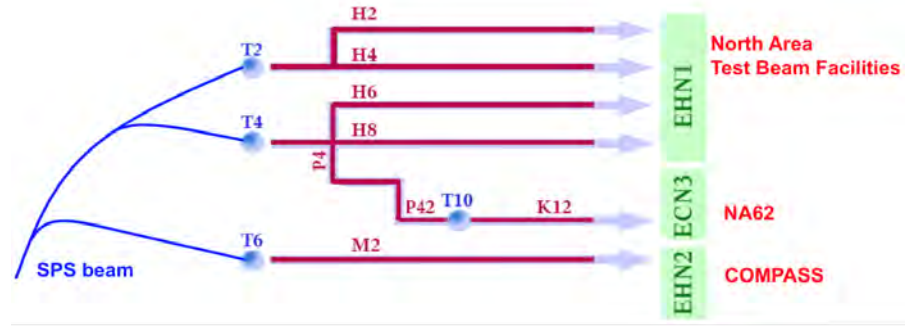 H2
T2
H4
North Area
Test Beam Facilities
H6
EHN1
T4
H8
P4
P42
T10
K12
ECN3
NA62
T6
M2
SPS beam
EHN2
COMPASS